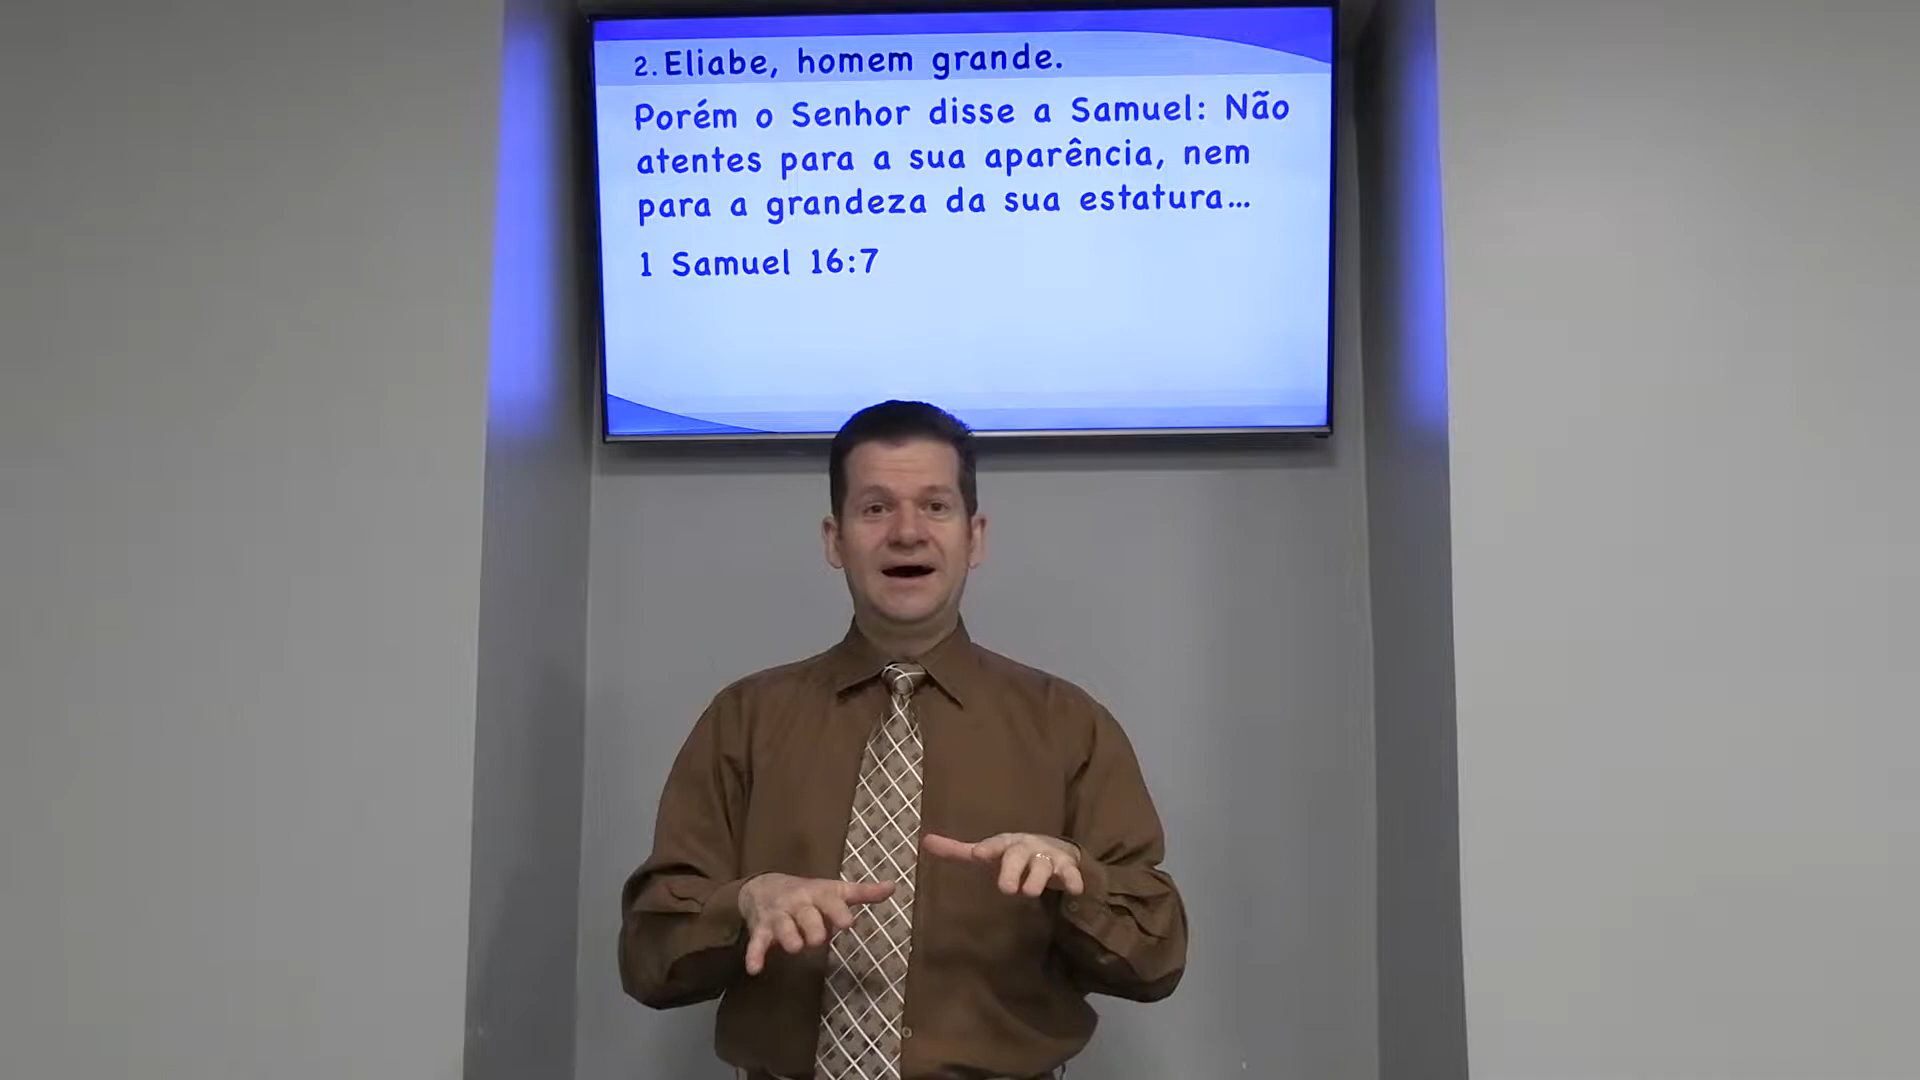 2. Eliabe, homem grande.
Porém o Senhor disse a Samuel: Não
atentes para a sua aparência, nem
para a grandeza da sua estatura...
1 Samuel 16:7